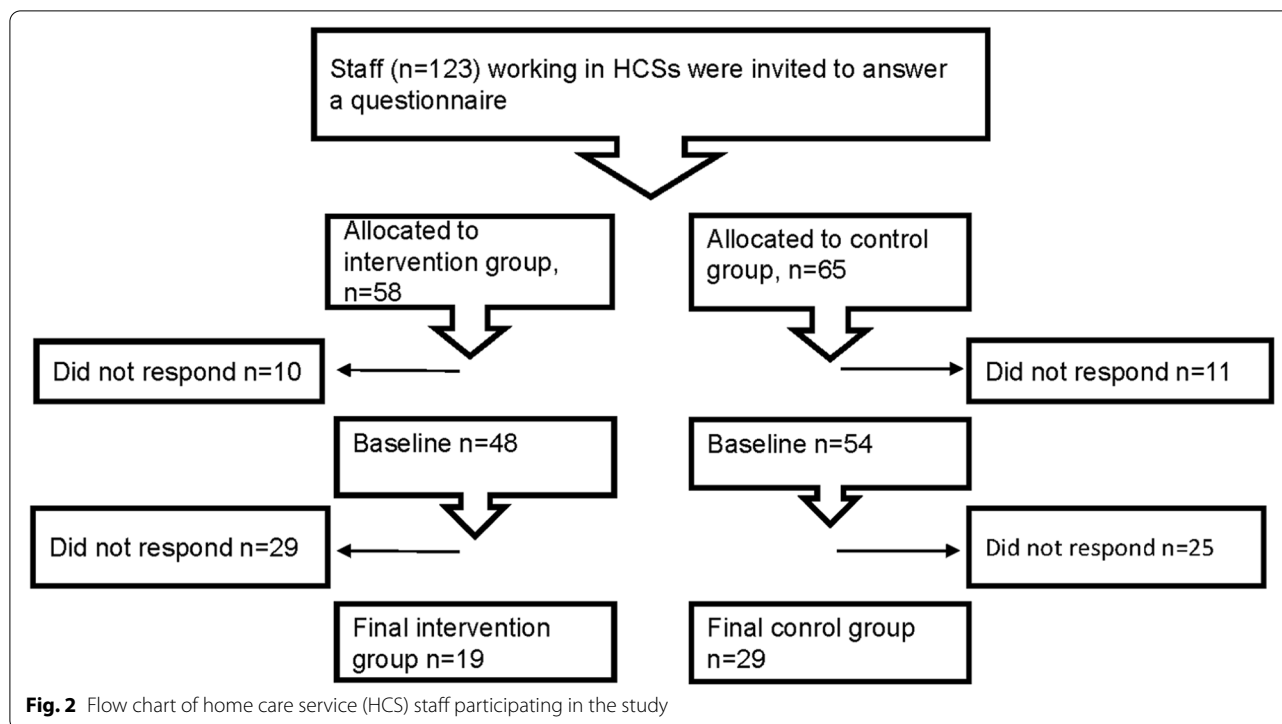 Staff (n=123) working in HCSs were invited to answer
a questionnaire
Allocated to
intervention group,
n=58
Allocated to control
group, n=65
Did not respond n=10
Did not respond n=11
Baseline n=48
Baseline n=54
Did not respond n=29
Did not respond n=25
Final intervention
group n=19
Final conrol group
n=29
Fig. 2 Flow chart of home care service (HCS) staff participating in the study